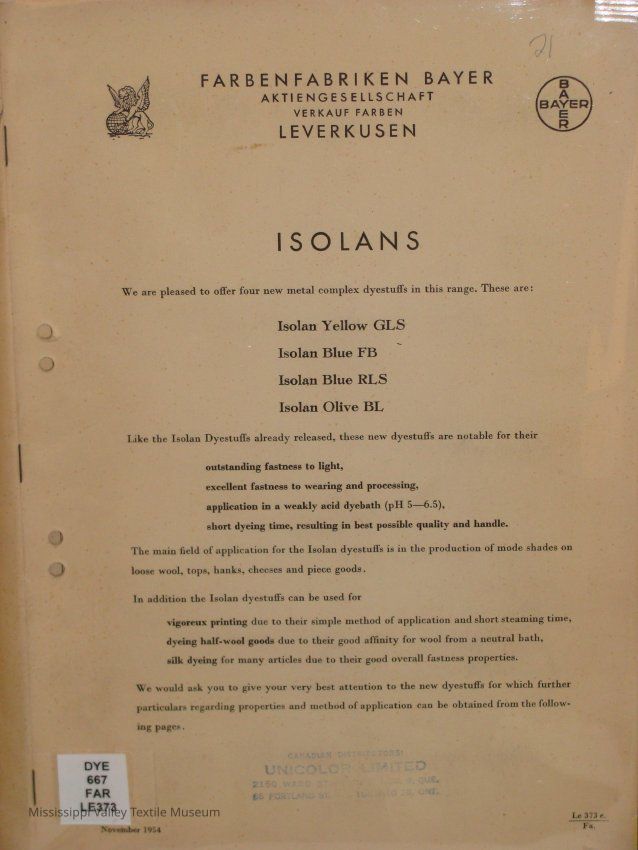 21
FARBENFABRIKEN BAYER
AKTIENGESELLSCHAFT
VERKAUF FARBEN
LEVERKUSEN
BAYER
BAYER
ISOLANS
We are pleased to offer four new metal complex dyestuffs in this range. These are:
Isolan Yellow GLS
Isolan Blue FB
Isolan Blue RLS
Isolan Olive BL
Like the Isolan Dyestuffs already released, these new dyestuffs are notable for their
outstanding fastness to light,
excellent fastness to wearing and processing,
application in a weakly acid dyebath (pH 5—6.5),
short dyeing time, resulting in best possible quality and handle.
The main field of application for the Isolan dyestuffs is in the production of mode shades on
loose wool, tops, hanks, cheeses and piece goods.
In addition the Isolan dyestuffs can be used for
vigoreux printing due to their simple method of application and short steaming time,
dyeing half-wool goods due to their good affinity for wool from a neutral bath,
silk dyeing for many articles due to their good overall fastness properties.
We would ask you to give your very best attention to the new dyestuffs for which further
particulars regarding properties and method of application can be obtained from the follow-
ing pages.
CANADIAN DISTRIBUTORS:
UNICOLOR LIMITED
2150 WARD QUE.
PORTLAND ST. ONT.
DYE
667
FAR
LE373
Mississippi Valley Textile Museum
November 1954
Le 373 e.
Fa.